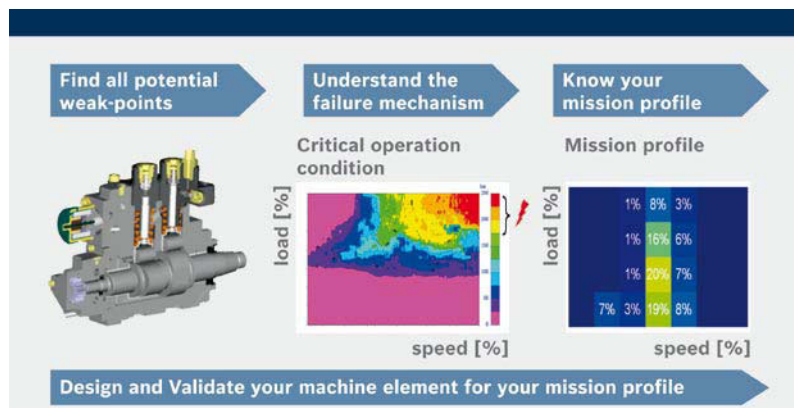 Find all potential
weak-points
Understand the
failure mechanism
Know your
mission profile
Critical operation
condition
Mission profile
load [%]
speed [%]
load [%]
1% 8% 3%
1% 16% 6%
1% 20% 7%
7% 3% 19% 8%
speed [%]
Design and Validate your machine element for your mission profile